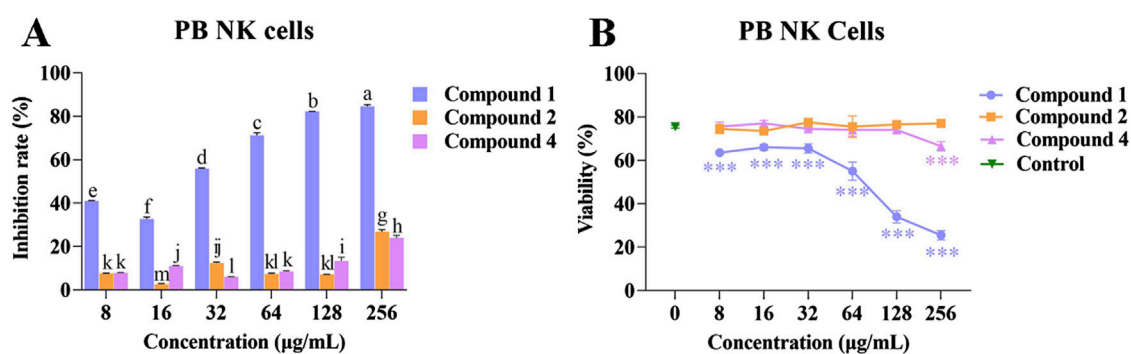 A
PB NK cells
Inhibition rate (%)
100
80
60
40
20
0
e
k
k
f
m
j
d
ij
l
c
kl
k
b
kl
i
a
g
h
8
16
32
64
128
256
Concentration (μg/mL)
Compound 1
Compound 2
Compound 4
B
PB NK Cells
Viability (%)
100
80
60
40
20
0
***
***
***
***
***
***
***
0
8
16
32
64
128
256
Concentration (μg/mL)
Compound 1
Compound 2
Compound 4
Control